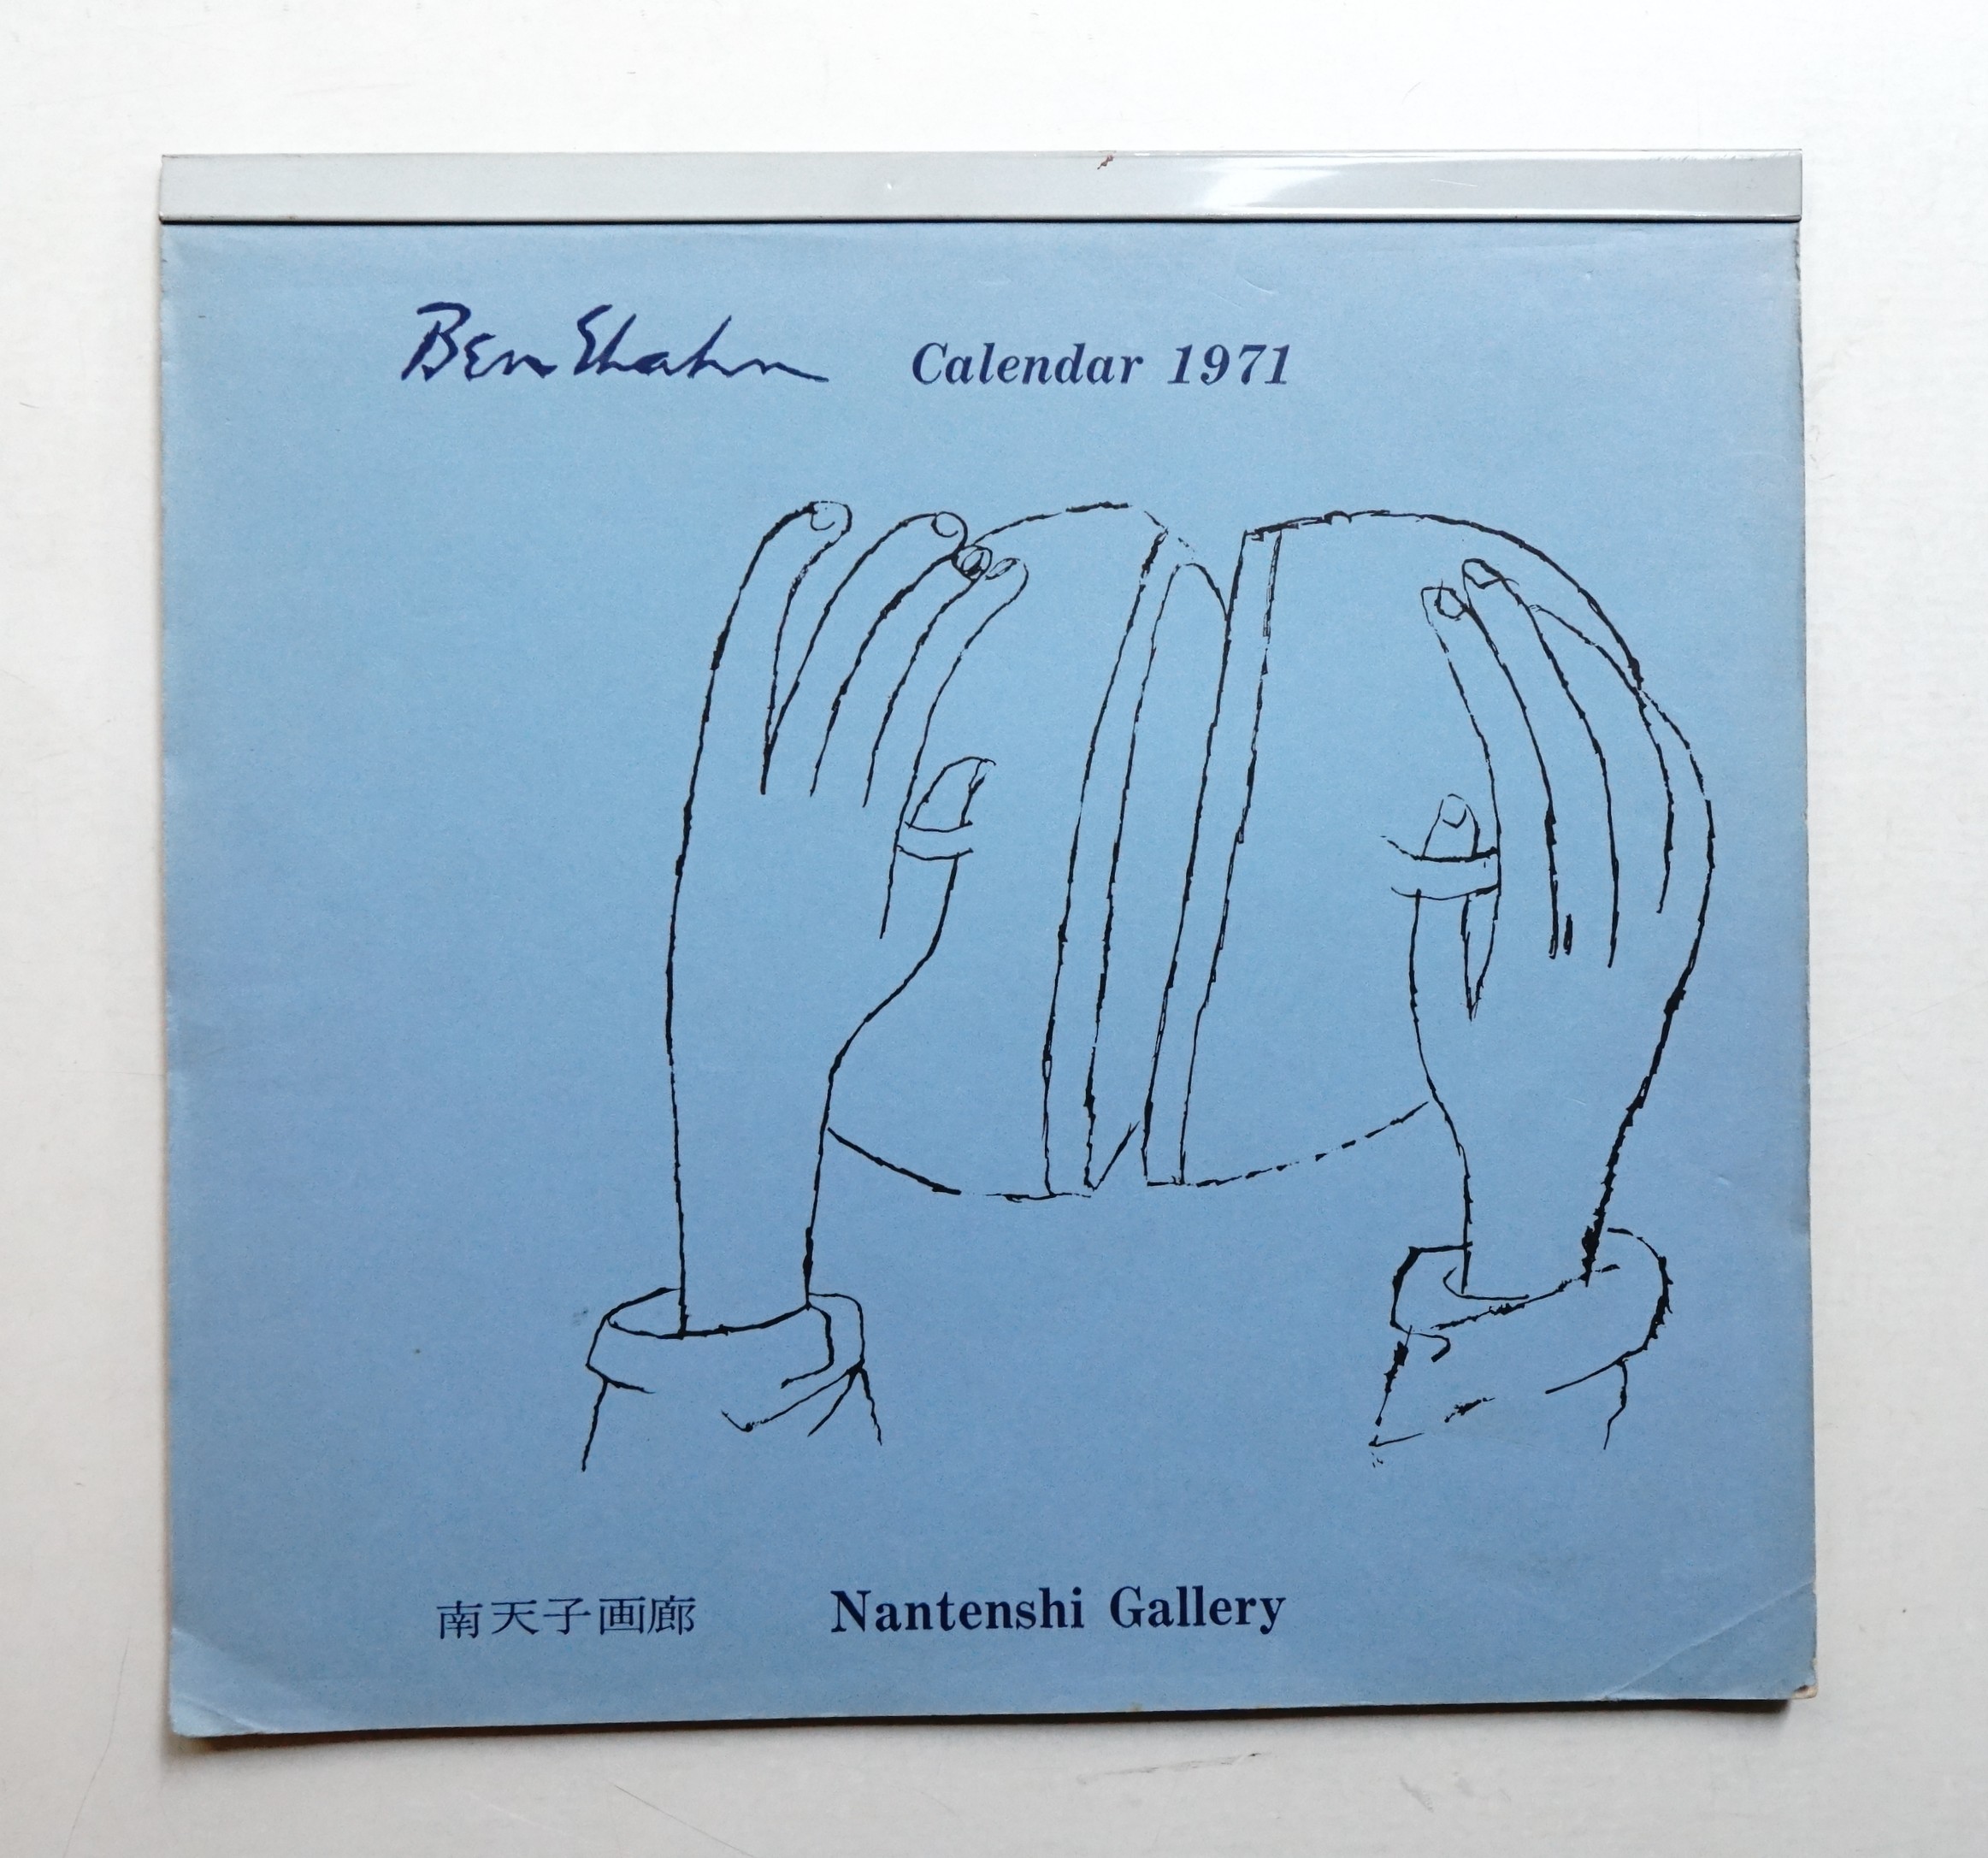 Ben Shahn Calendar 1971
南天子画廊 Nantenshi Gallery